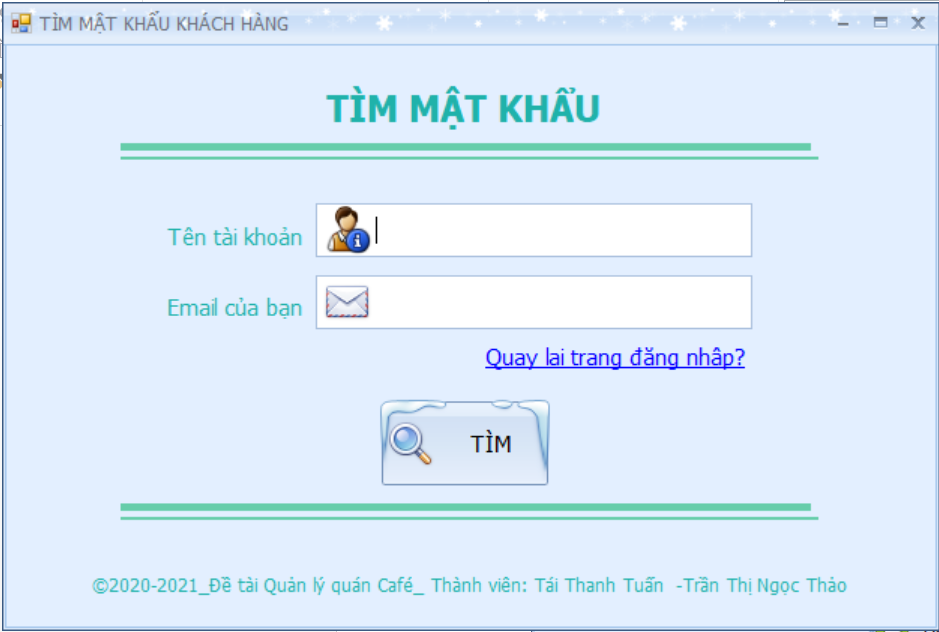 TÌM MẬT KHẨU KHÁCH HÀNG
TÌM MẬT KHẨU
Tên tài khoản
Email của bạn
Quay lại trang đăng nhập?
TÌM
©2020-2021_Đề tài Quản lý quán Café_ Thành viên: Tái Thanh Tuấn -Trần Thị Ngọc Thảo